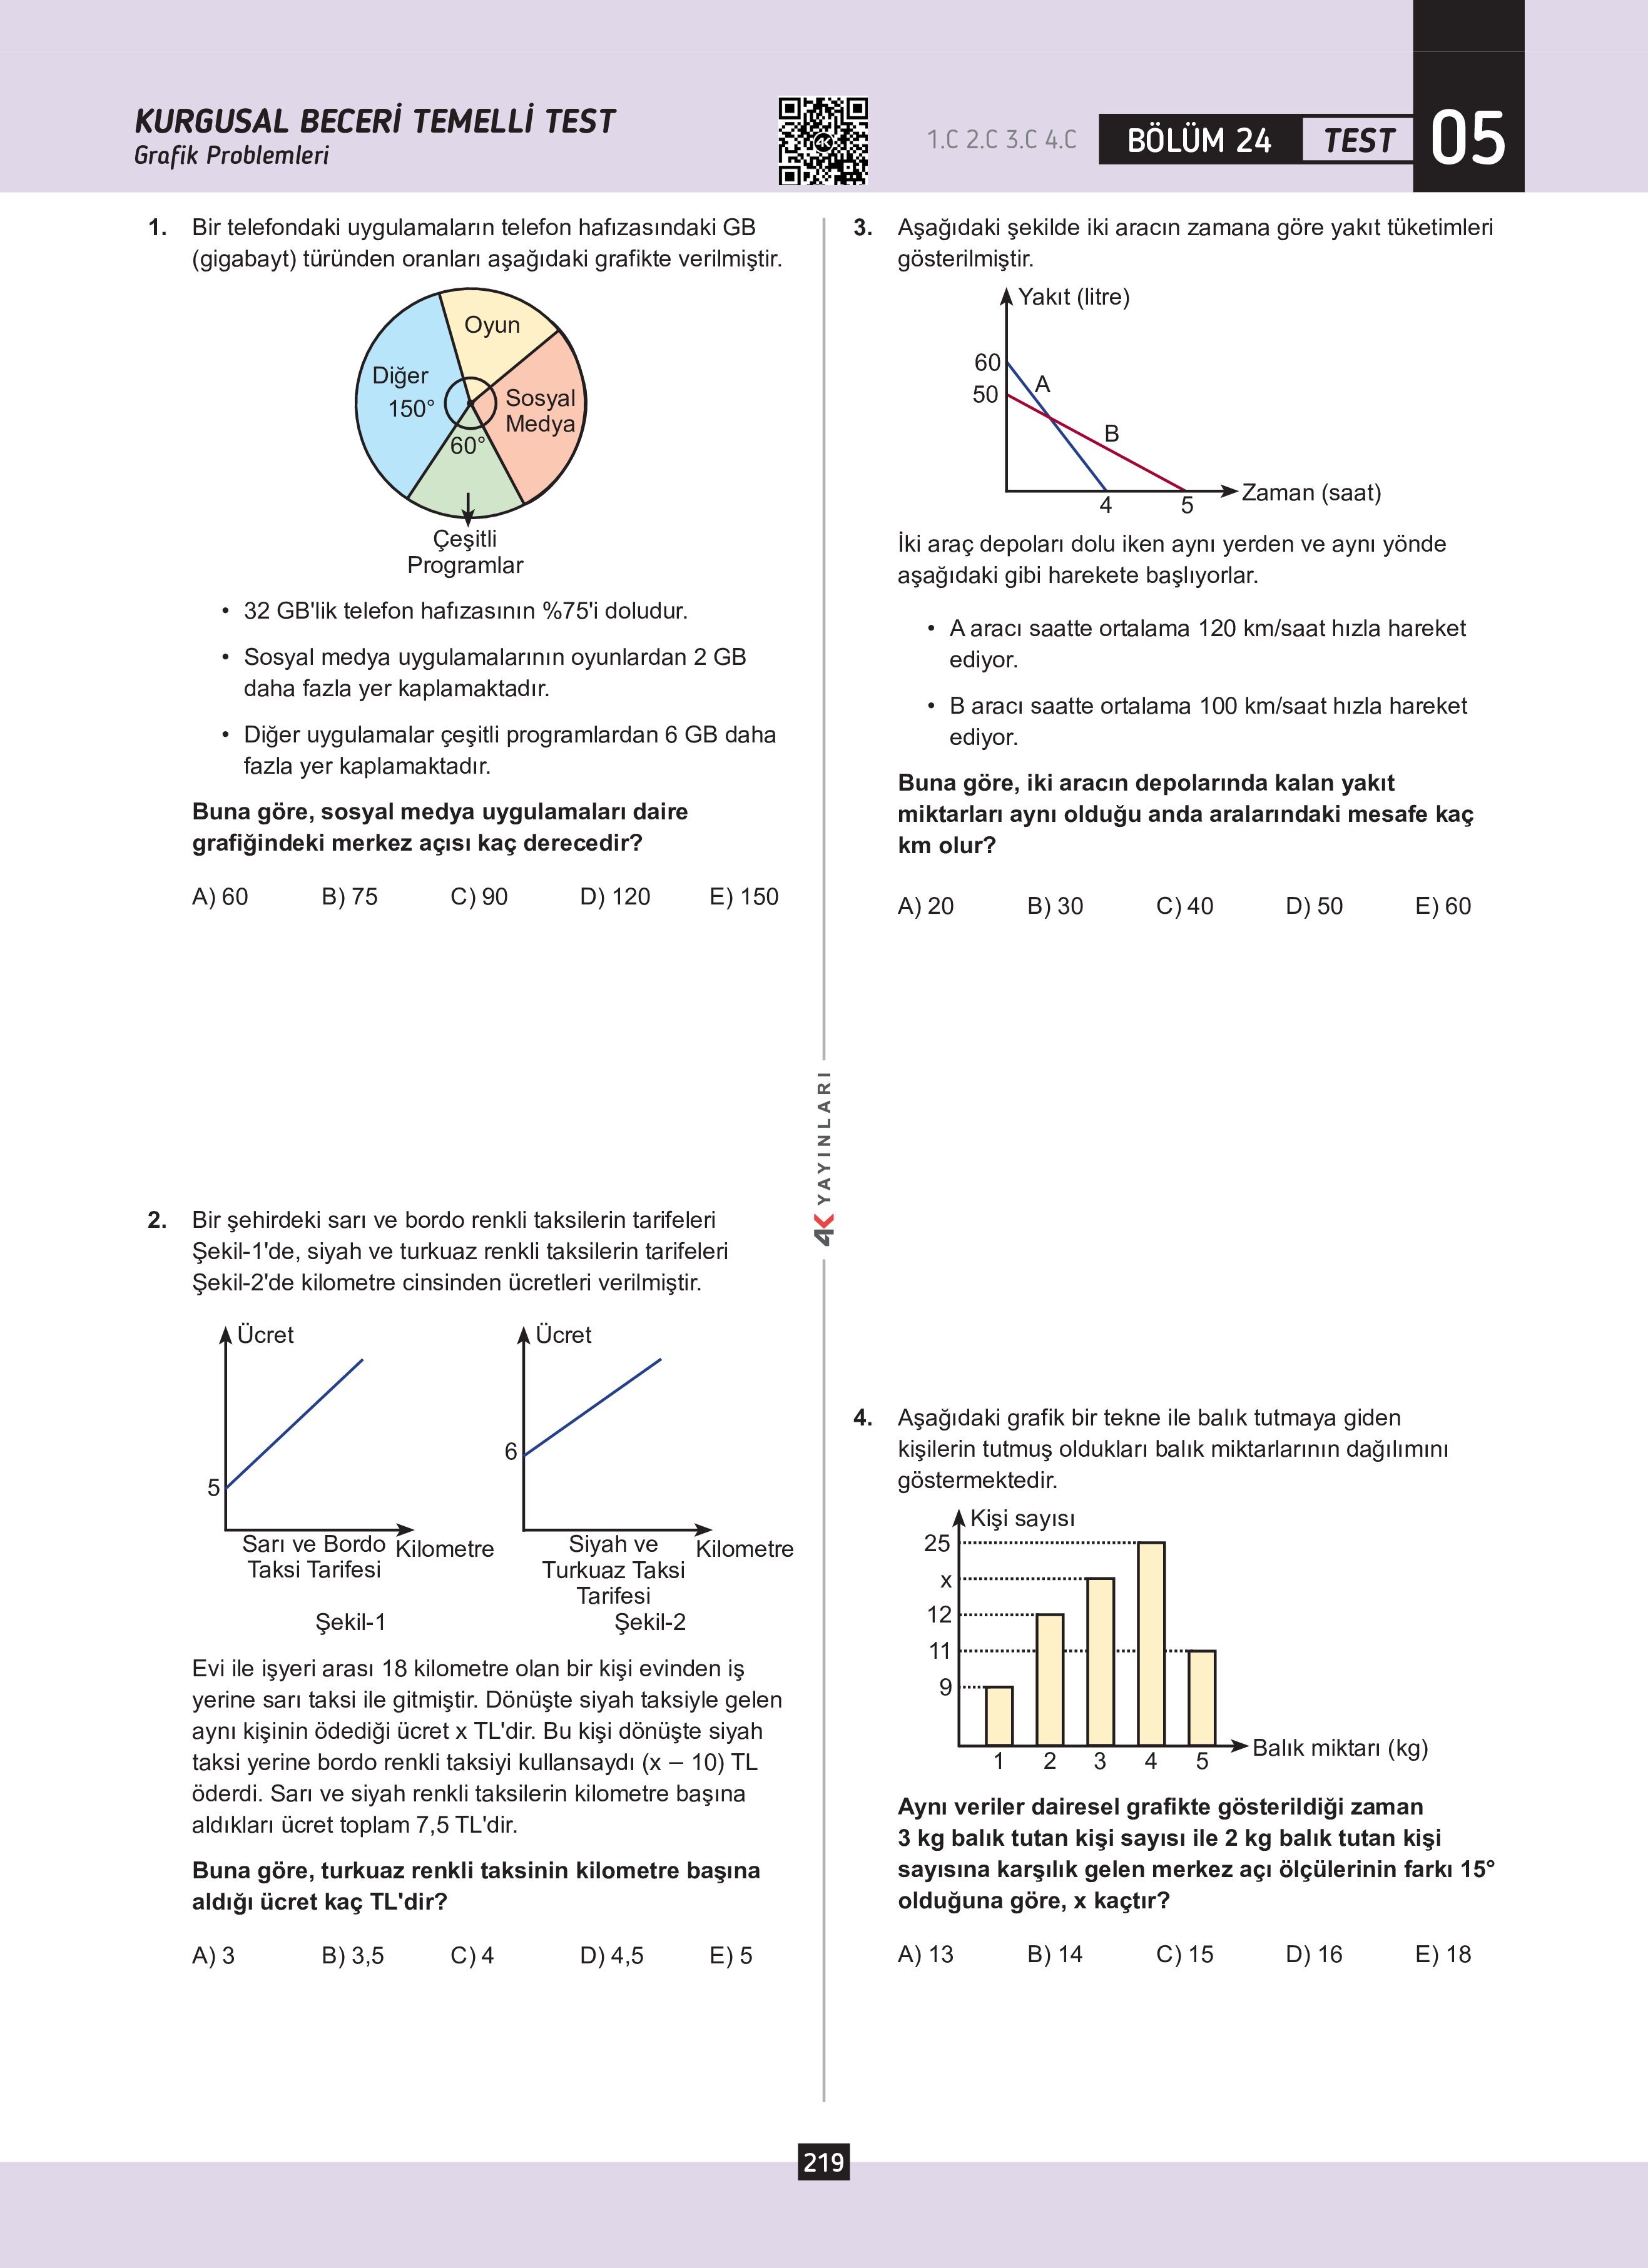 KURGUSAL BECERİ TEMELLİ TEST
Grafik Problemleri
4K
1.C 2.C 3.C 4.C
BÖLÜM 24
TEST
05
1. Bir telefondaki uygulamaların telefon hafızasındaki GB
(gigabayt) türünden oranları aşağıdaki grafikte verilmiştir.
Oyun
Diğer
150°
Sosyal
Medya
60°
Çeşitli
Programlar
• 32 GB'lik telefon hafızasının %75'i doludur.
• Sosyal medya uygulamalarının oyunlardan 2 GB
daha fazla yer kaplamaktadır.
• Diğer uygulamalar çeşitli programlardan 6 GB daha
fazla yer kaplamaktadır.
Buna göre, sosyal medya uygulamaları daire
grafiğindeki merkez açısı kaç derecedir?
A) 60 B) 75 C) 90 D) 120 E) 150
2. Bir şehirdeki sarı ve bordo renkli taksilerin tarifeleri
Şekil-1'de, siyah ve turkuaz renkli taksilerin tarifeleri
Şekil-2'de kilometre cinsinden ücretleri verilmiştir.
Ücret
5
Kilometre
Sarı ve Bordo
Taksi Tarifesi
Şekil-1
Ücret
6
Kilometre
Siyah ve
Turkuaz Taksi
Tarifesi
Şekil-2
Evi ile işyeri arası 18 kilometre olan bir kişi evinden iş
yerine sarı taksi ile gitmiştir. Dönüşte siyah taksiyle gelen
aynı kişinin ödediği ücret x TL'dir. Bu kişi dönüşte siyah
taksi yerine bordo renkli taksiyi kullansaydı (x – 10) TL
öderdi. Sarı ve siyah renkli taksilerin kilometre başına
aldıkları ücret toplam 7,5 TL'dir.
Buna göre, turkuaz renkli taksinin kilometre başına
aldığı ücret kaç TL'dir?
A) 3 B) 3,5 C) 4 D) 4,5 E) 5
4K YAYINLARI
3. Aşağıdaki şekilde iki aracın zamana göre yakıt tüketimleri
gösterilmiştir.
Yakıt (litre)
60
50
A
B
4
5
Zaman (saat)
İki araç depoları dolu iken aynı yerden ve aynı yönde
aşağıdaki gibi harekete başlıyorlar.
• A aracı saatte ortalama 120 km/saat hızla hareket
ediyor.
• B aracı saatte ortalama 100 km/saat hızla hareket
ediyor.
Buna göre, iki aracın depolarında kalan yakıt
miktarları aynı olduğu anda aralarındaki mesafe kaç
km olur?
A) 20 B) 30 C) 40 D) 50 E) 60
4. Aşağıdaki grafik bir tekne ile balık tutmaya giden
kişilerin tutmuş oldukları balık miktarlarının dağılımını
göstermektedir.
Kişi sayısı
25
x
12
11
9
1 2 3 4 5
Balık miktarı (kg)
Aynı veriler dairesel grafikte gösterildiği zaman
3 kg balık tutan kişi sayısı ile 2 kg balık tutan kişi
sayısına karşılık gelen merkez açı ölçülerinin farkı 15°
olduğuna göre, x kaçtır?
A) 13 B) 14 C) 15 D) 16 E) 18
219